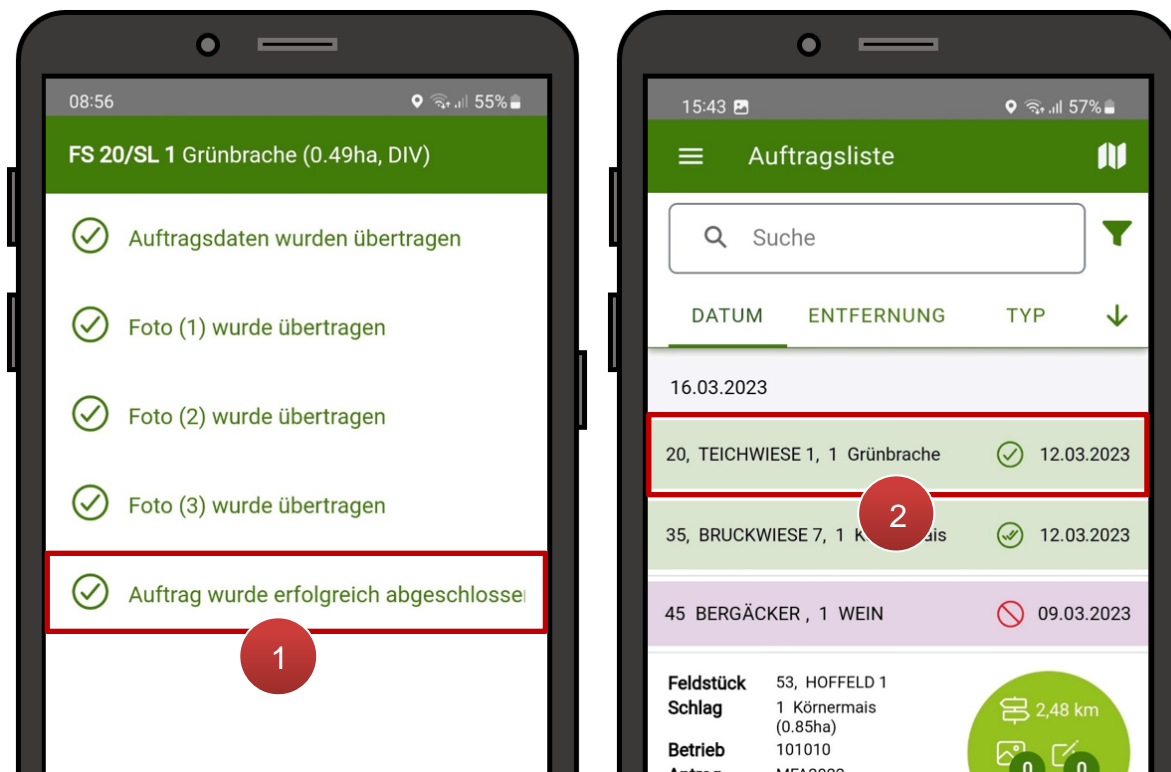 08:56
55%
FS 20/SL 1 Grünbrache (0.49ha, DIV)
Auftragsdaten wurden übertragen
Foto (1) wurde übertragen
Foto (2) wurde übertragen
Foto (3) wurde übertragen
Auftrag wurde erfolgreich
1
15:43
57%
Auftragsliste
Suche
DATUM ENTFERNUNG TYP
16.03.2023
20, TEICHWIESE 1, 1 Grünbrache 12.03.2023
2
35, BRUCKWIESE 7, 1 12.03.2023
45 BERGÄCKER , 1 WEIN 09.03.2023
Feldstück 53, HOFFELD 1
Schlag 1 Körnermais
(0.85ha)
2,48 km
Betrieb 101010
0 0